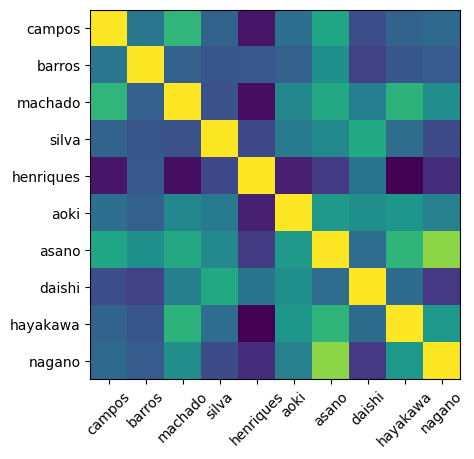 campos
barros
machado
silva
henriques
aoki
asano
daishi
hayakawa
nagano
campos
barros
machado
silva
henriques
aoki
asano
daishi
hayakawa
nagano